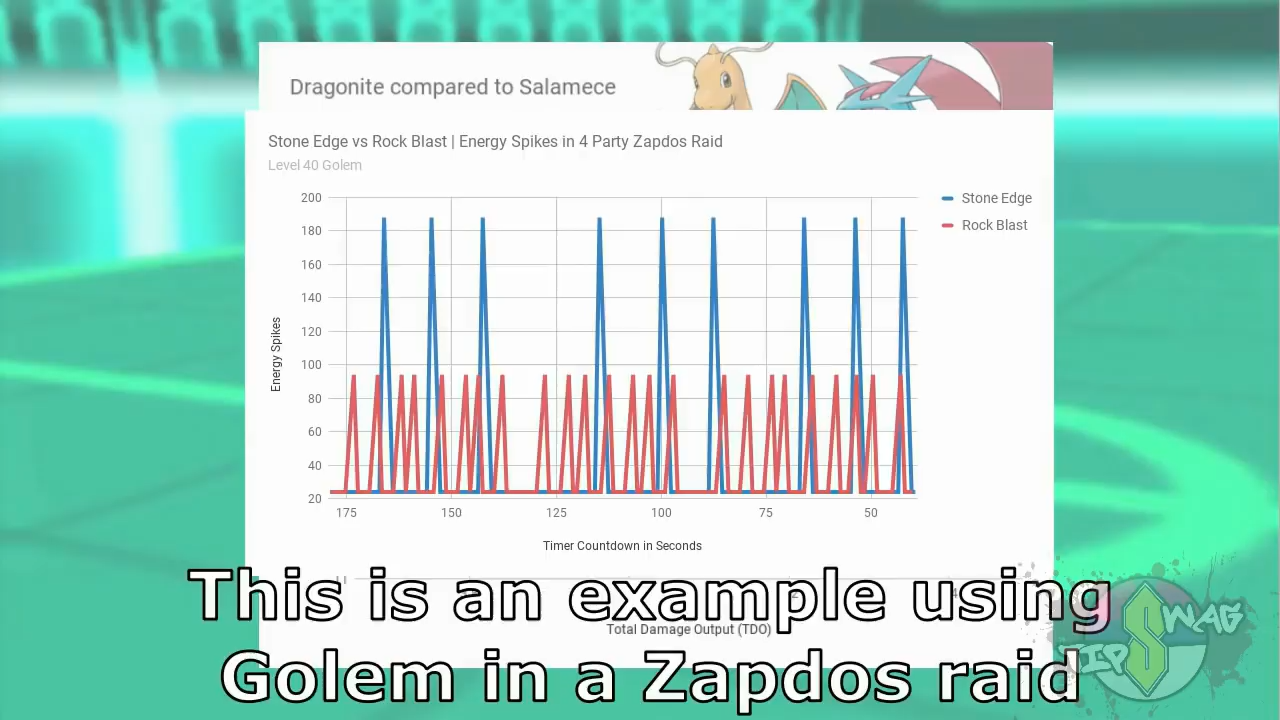 Dragonite compared to Salamece
Stone Edge vs Rock Blast | Energy Spikes in 4 Party Zapdos Raid
Level 40 Golem
Stone Edge
Rock Blast
200
180
160
140
120
100
80
60
40
20
Energy Spikes
175 150 125 100 75 50
Timer Countdown in Seconds
This is an example using
Total Damage Output (TDO)
Golem in a Zapdos raid
TIP $WAG